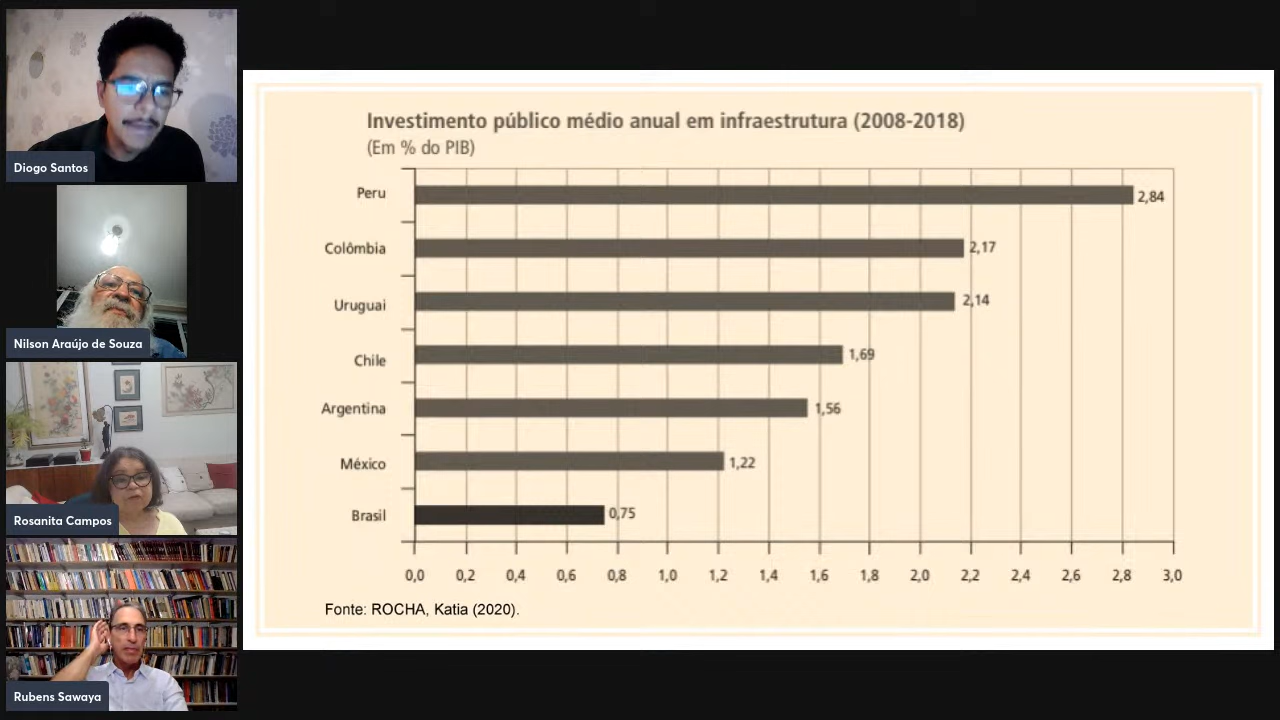 Diogo Santos
Nilson Araújo de Souza
Rosanita Campos
Rubens Sawaya
Investimento público médio anual em infraestrutura (2008-2018)
(Em % do PIB)
Peru 2,84
Colômbia 2,17
Uruguai 2,14
Chile 1,69
Argentina 1,56
México 1,22
Brasil 0,75
0,0 0,2 0,4 0,6 0,8 1,0 1,2 1,4 1,6 1,8 2,0 2,2 2,4 2,6 2,8 3,0
Fonte: ROCHA, Katia (2020).